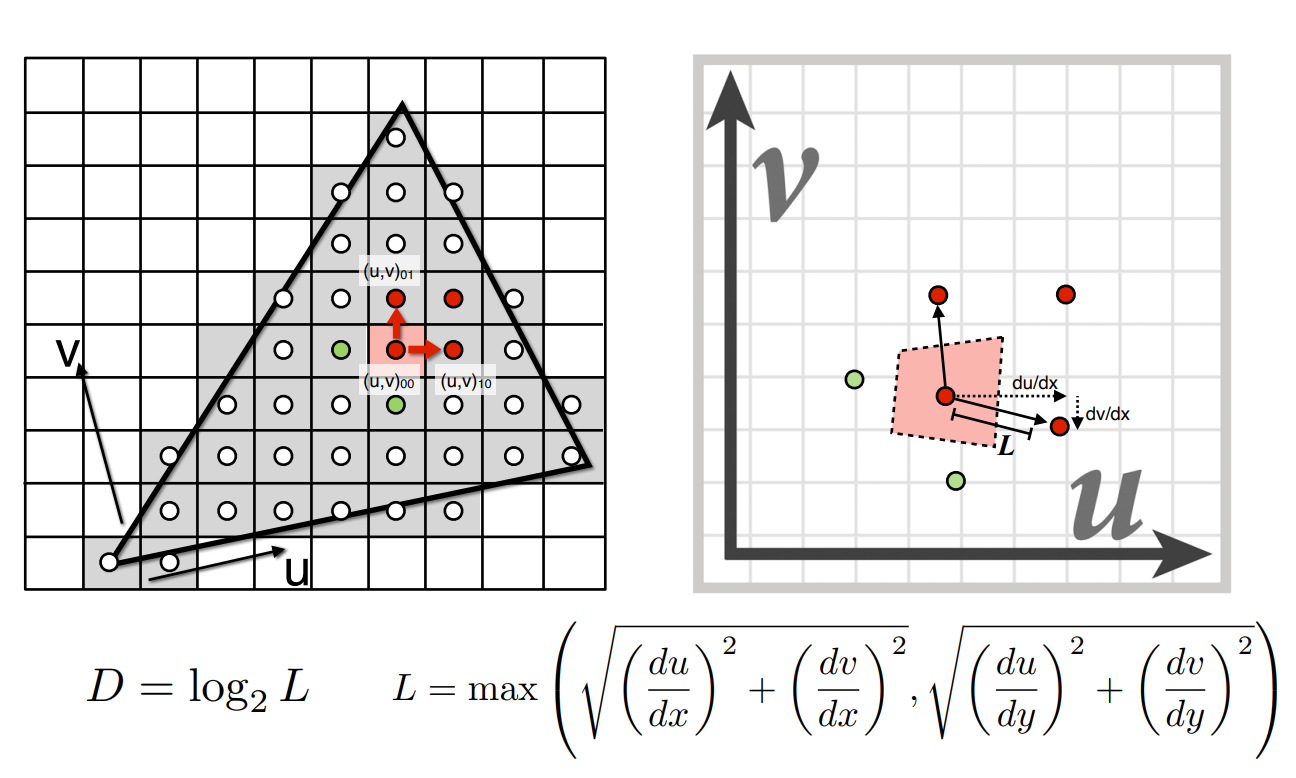 v
(u,v)₀₁
(u,v)₀₀ (u,v)₁₀
u
v
du/dx
dv/dx
L
u
D = log₂ L
L = max ( √( (du/dx)² + (dv/dx)² ), √( (du/dy)² + (dv/dy)² ) )